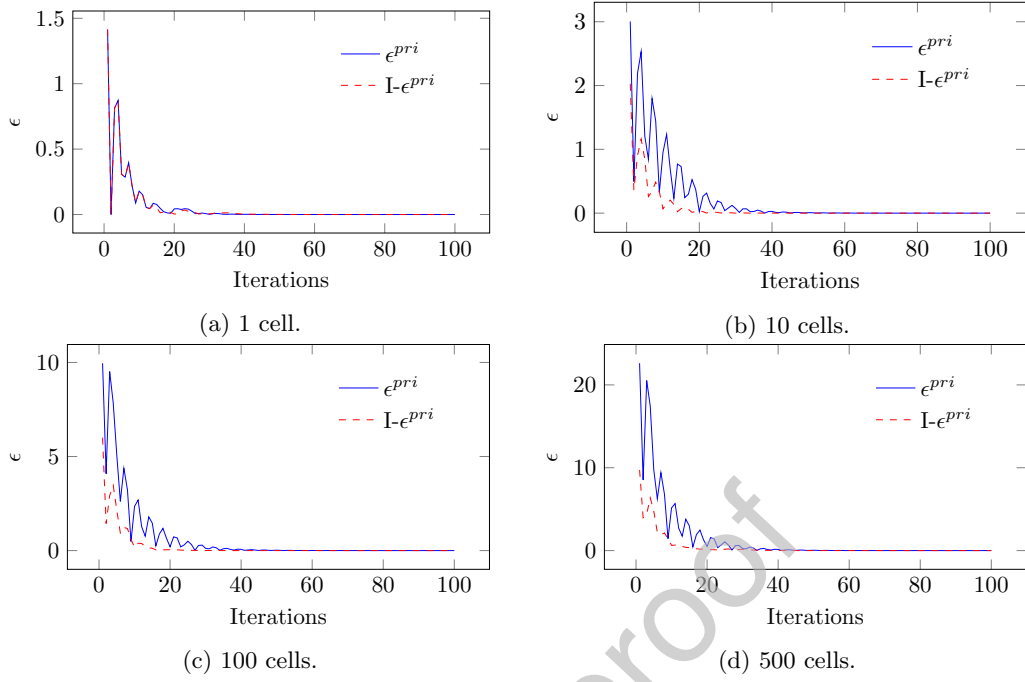 1.5
1
0.5
0
ϵ
ϵ^{pri}
I-ϵ^{pri}
0 20 40 60 80 100
Iterations
(a) 1 cell.
3
2
1
0
ϵ
ϵ^{pri}
I-ϵ^{pri}
0 20 40 60 80 100
Iterations
(b) 10 cells.
10
5
0
ϵ
ϵ^{pri}
I-ϵ^{pri}
0 20 40 60 80 100
Iterations
(c) 100 cells.
20
10
0
ϵ
ϵ^{pri}
I-ϵ^{pri}
0 20 40 60 80 100
Iterations
(d) 500 cells.
roof